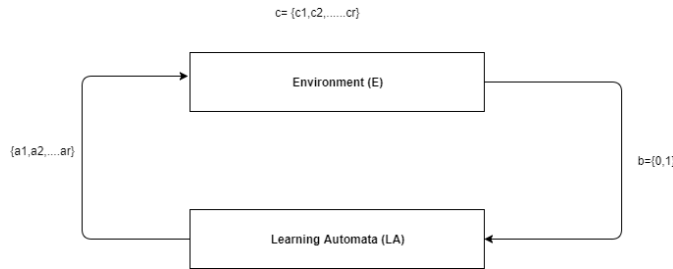 c= {c1,c2,......cr}
Environment (E)
{a1,a2,....ar}
b={0,1}
Learning Automata (LA)